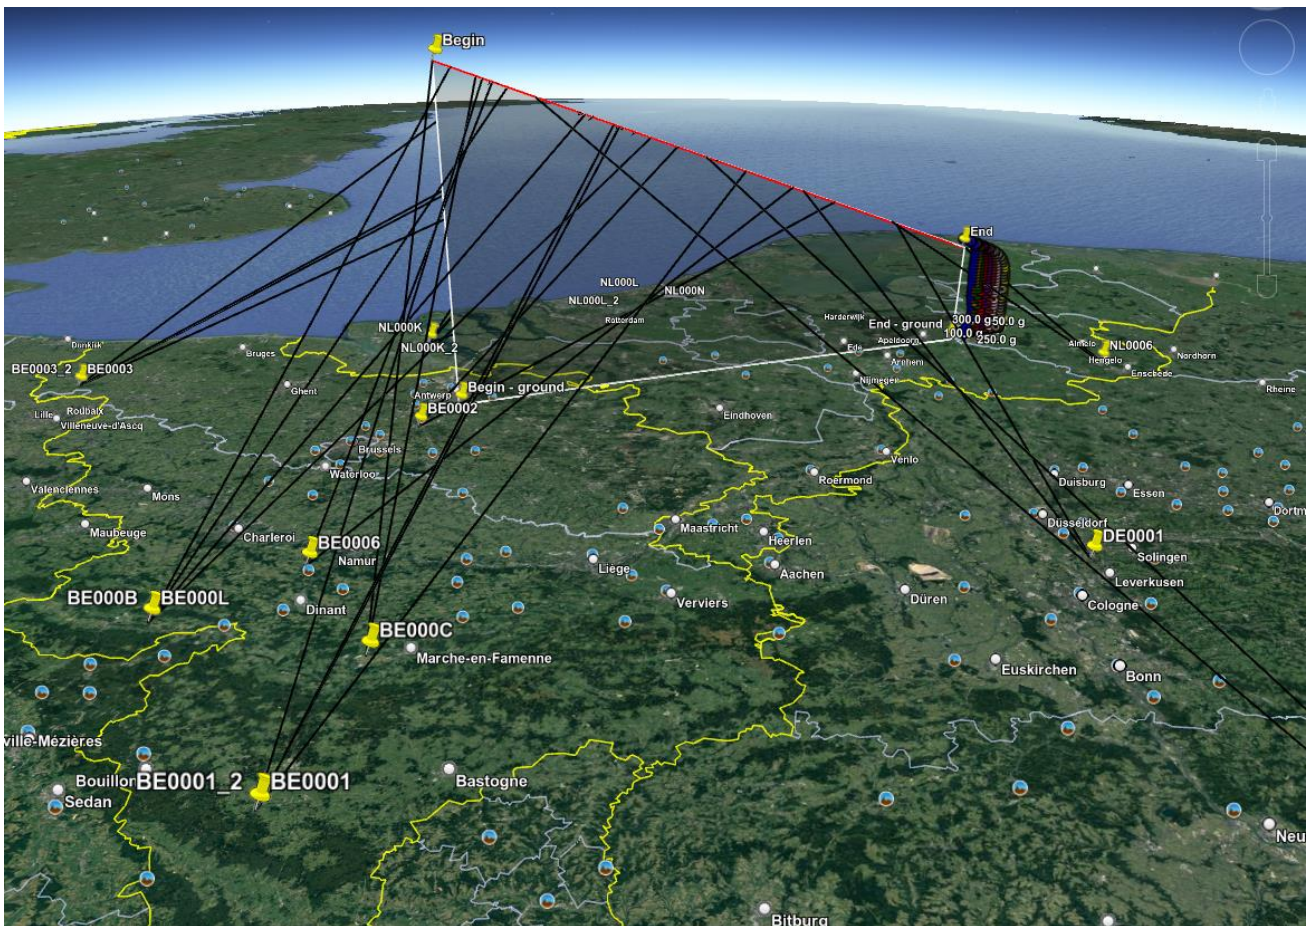 Begin
End
NL000L
NL000N
NL000L_2
Rotterdam
NL000K
NL000K_2
Harderwijk
End - ground
300.0 g
50.0 g
100.0 g
250.0 g
Apeldoorn
Ede
Arnhem
Almelo
NL0006
Hengelo
Nordhorn
Enschede
Rheine
Nijmegen
Bruges
BE0003_2
BE0003
Ghent
Antwerp
Begin - ground
BE0002
Eindhoven
Lille
Roubaix
Villeneuve-d'Ascq
Brussels
Waterloo
Venlo
Roermond
Duisburg
Essen
Valenciennes
Mons
Maubeuge
Charleroi
Maastricht
Heerlen
Düsseldorf
DE0001
Solingen
BE0006
Namur
Liège
Aachen
Leverkusen
BE000B
BE000L
Dinant
Verviers
Düren
Cologne
BE000C
Marche-en-Famenne
Euskirchen
Bonn
ville-Mézières
Bouillon
BE0001_2
BE0001
Bastogne
Sedan
Neu
Bitburg